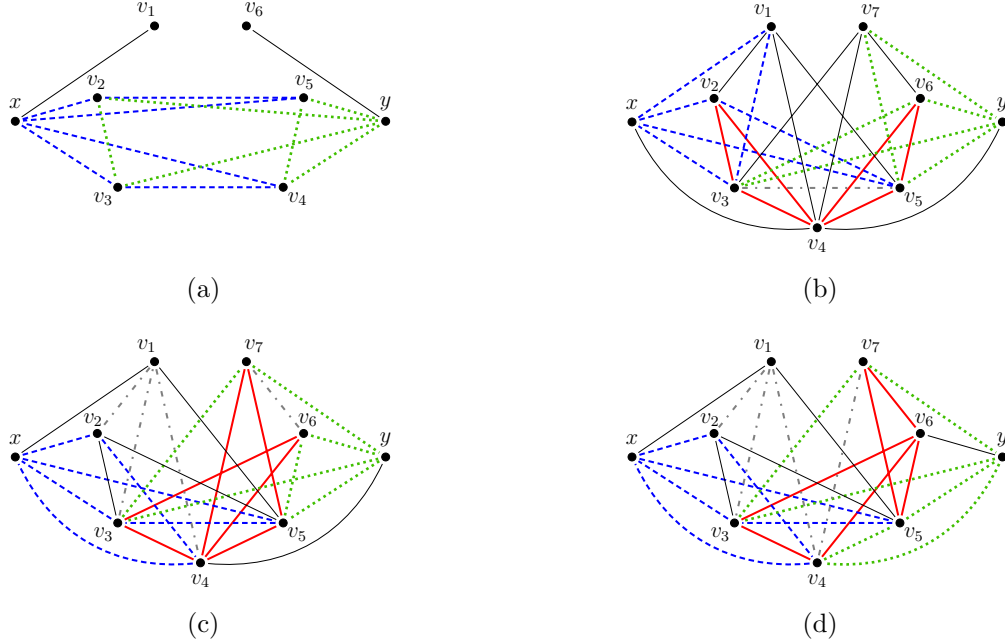 v₁ v₆
v₂ v₅
x y
v₃ v₄
(a)
v₁ v₇
v₂ v₆
x y
v₃ v₅
v₄
(b)
v₁ v₇
v₂ v₆
x y
v₃ v₅
v₄
(c)
v₁ v₇
v₂ v₆
x y
v₃ v₅
v₄
(d)